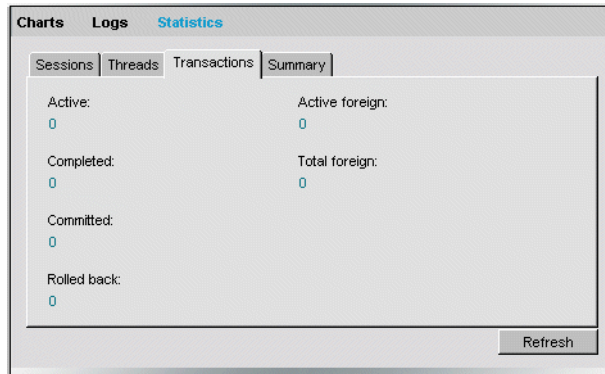 Charts Logs Statistics
Sessions Threads Transactions Summary
Active: Active foreign:
0 0
Completed: Total foreign:
0 0
Committed:
0
Rolled back:
0
Refresh